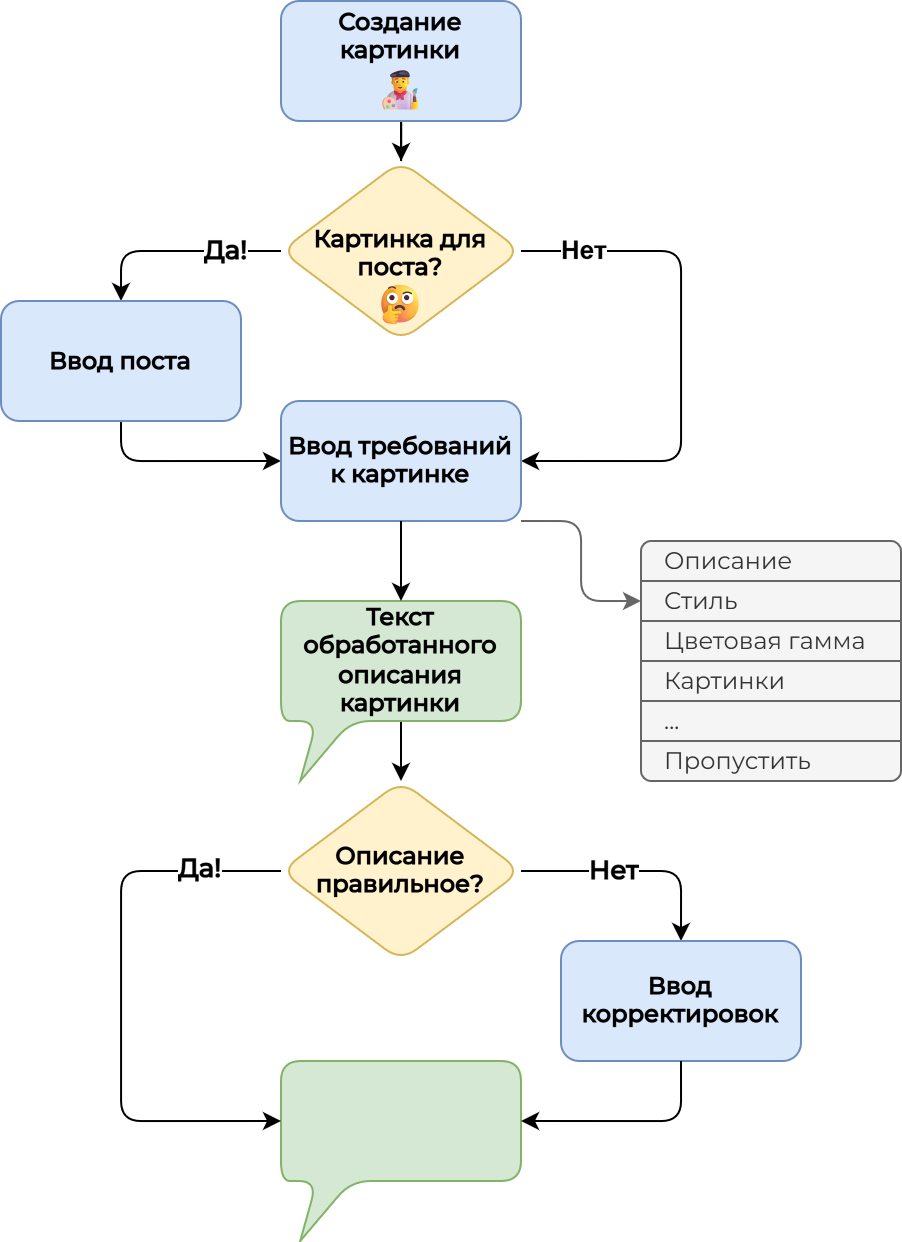 Создание
картинки
Картинка для
поста?
Да!
Нет
Ввод поста
Ввод требований
к картинке
Описание
Стиль
Цветовая гамма
Картинки
...
Пропустить
Текст
обработанного
описания
картинки
Описание
правильное?
Да!
Нет
Ввод
корректировок